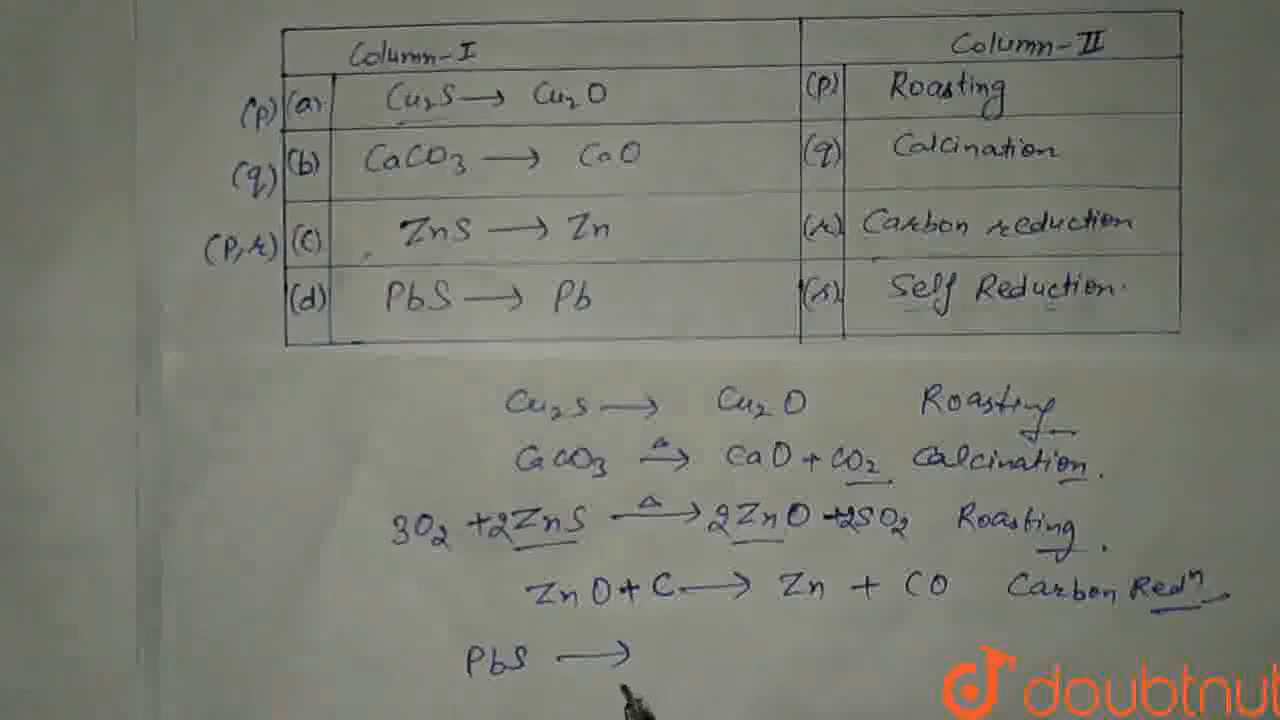 Column-I Column-II
(p) (a) Cu2S → Cu2O (p) Roasting
(q) (b) CaCO3 → CaO (q) Calcination
(p,r) (c) ZnS → Zn (r) Carbon reduction
(d) PbS → Pb (s) Self Reduction.
Cu2S → Cu2O Roasting
CaCO3 →Δ CaO + CO2 Calcination.
3O2 + 2ZnS →Δ 2ZnO + 2SO2 Roasting.
ZnO + C → Zn + CO Carbon Redⁿ
PbS →
doubtnut